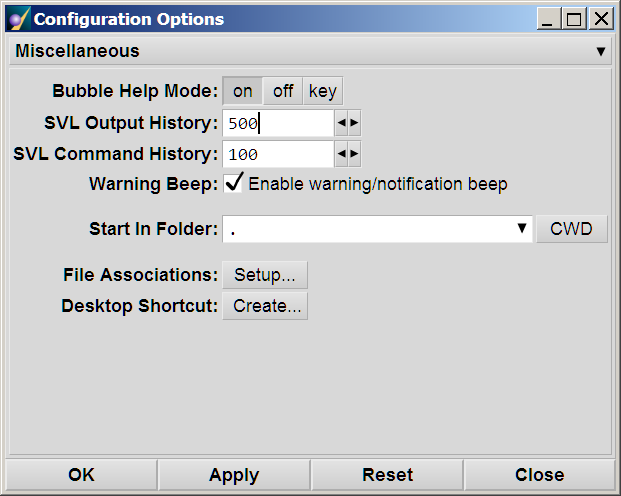 Configuration Options
Miscellaneous
Bubble Help Mode: on off key
SVL Output History: 500
SVL Command History: 100
Warning Beep: Enable warning/notification beep
Start In Folder: . CWD
File Associations: Setup...
Desktop Shortcut: Create...
OK Apply Reset Close